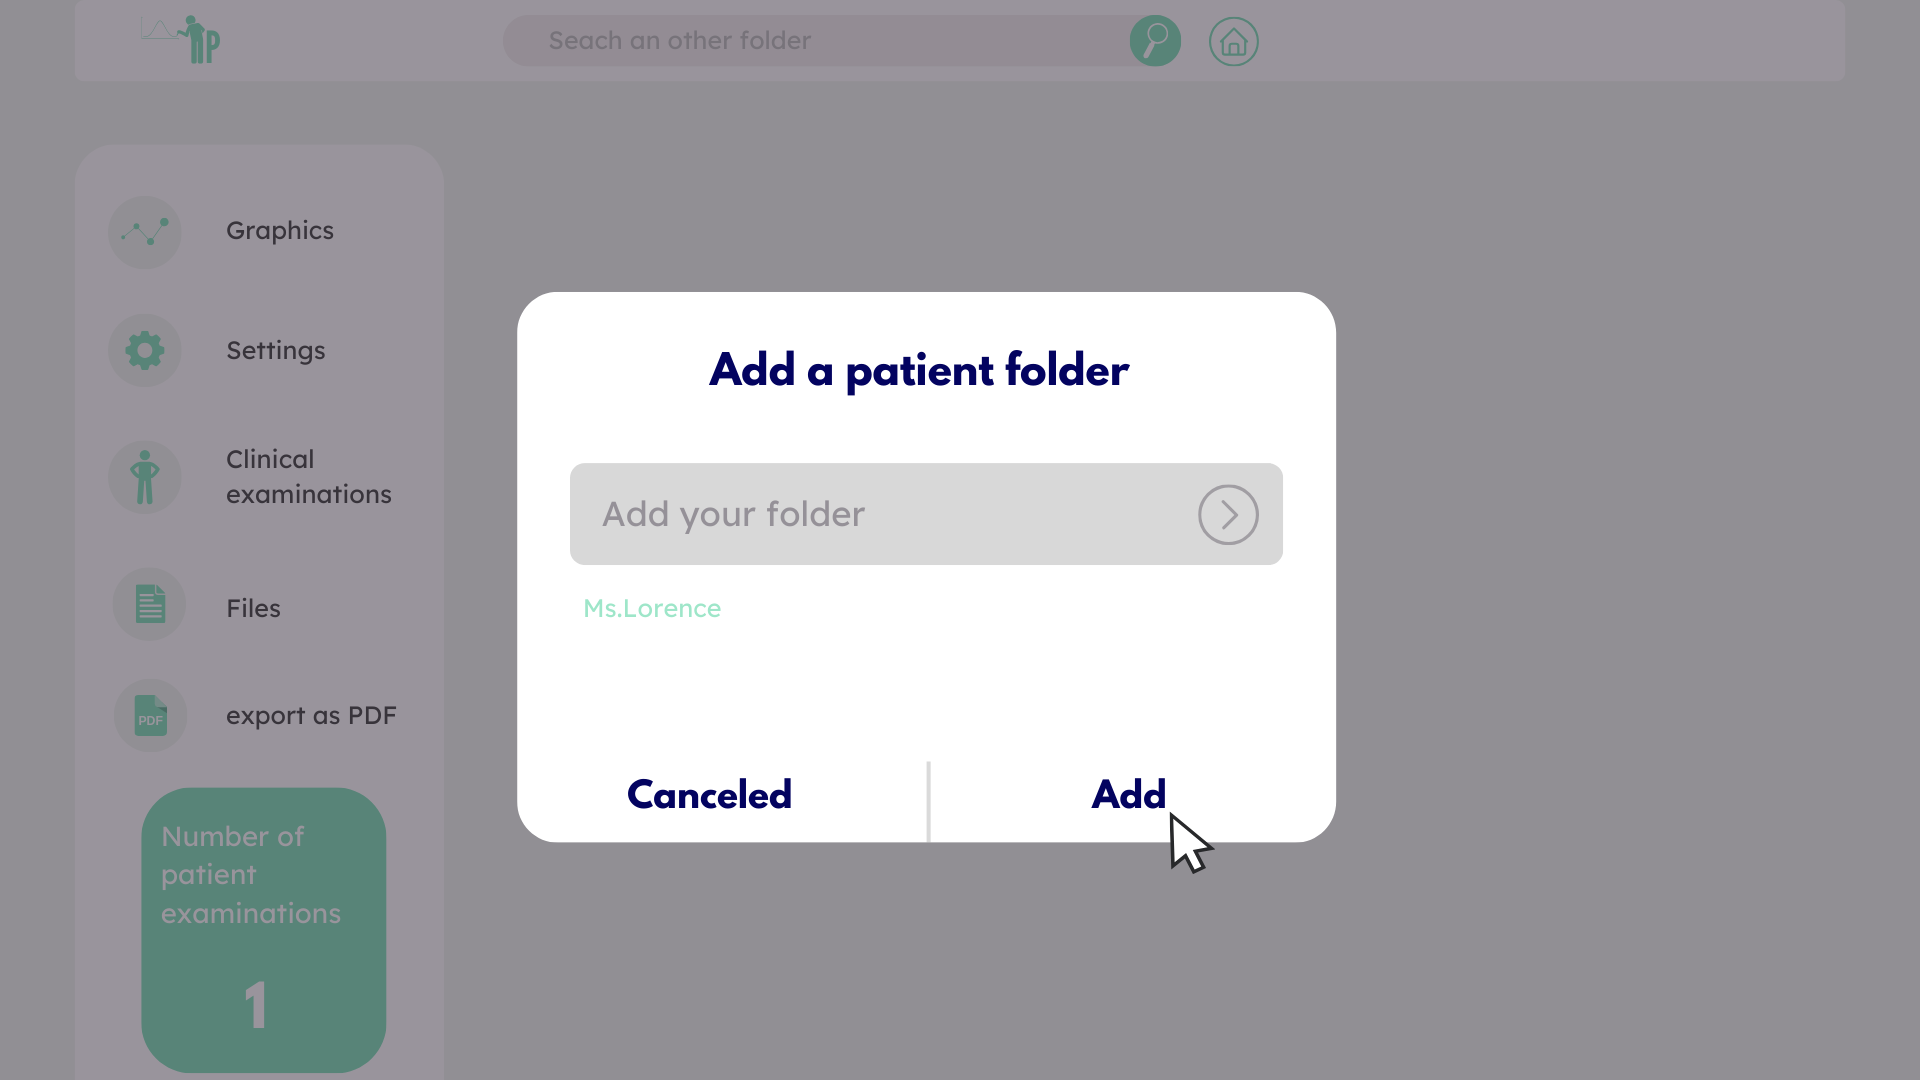 p
Seach an other folder
Graphics
Settings
Clinical
examinations
Files
PDF
export as PDF
Number of
patient
examinations
1
Add a patient folder
Add your folder
Ms.Lorence
Canceled
Add